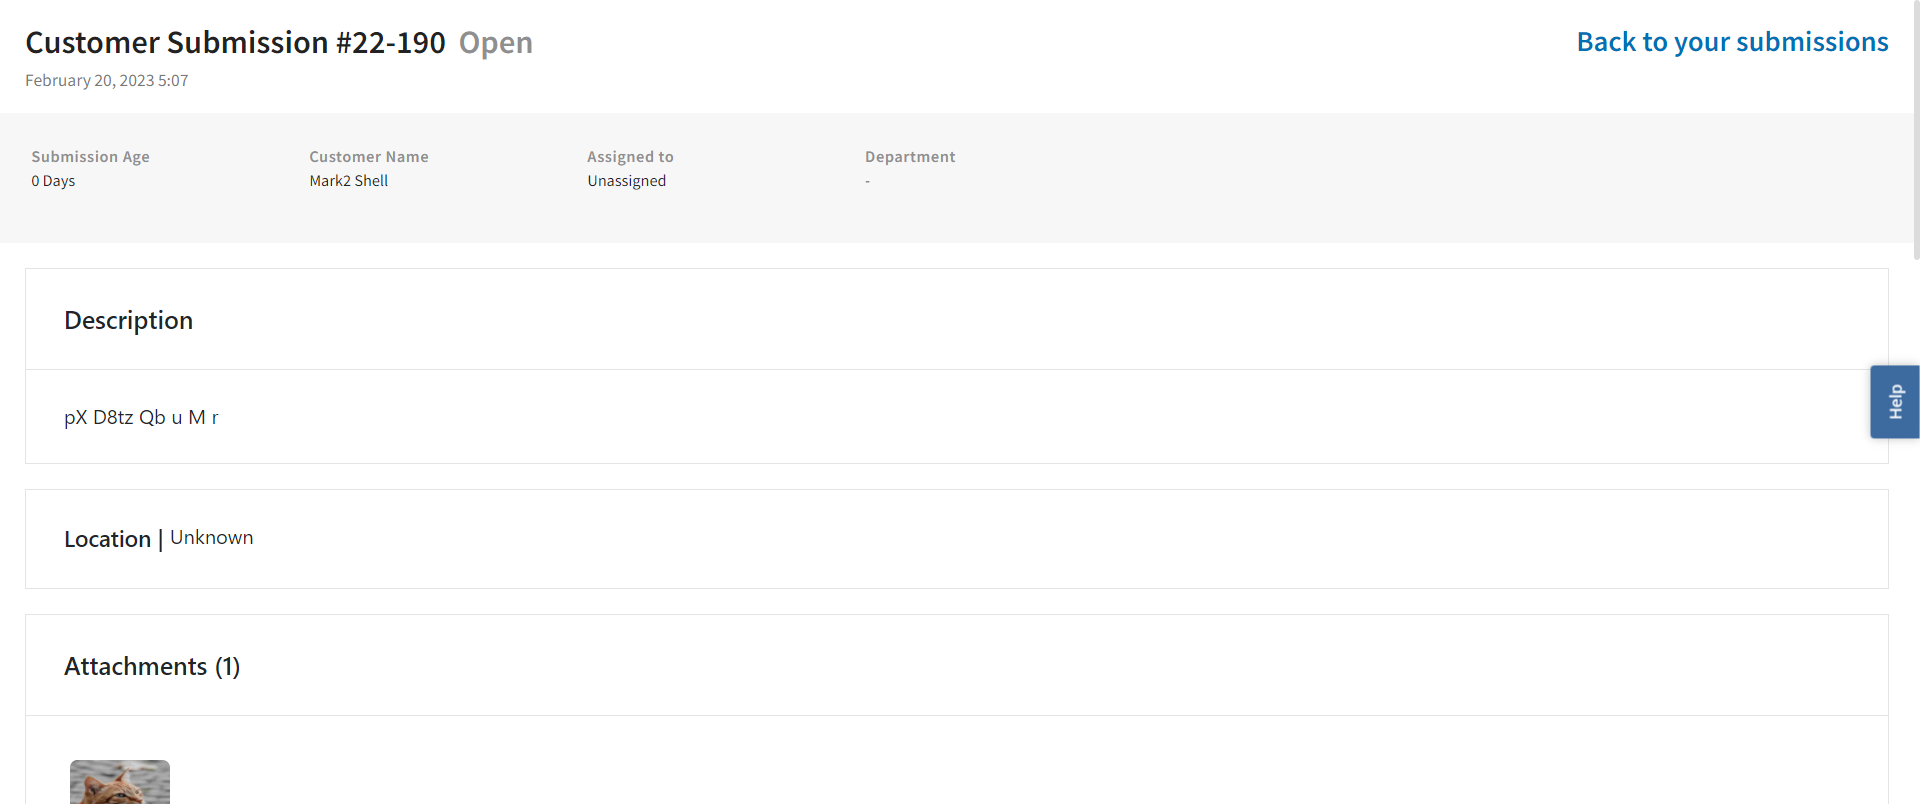 Customer Submission #22-190 Open
Back to your submissions
February 20, 2023 5:07
Submission Age
0 Days
Customer Name
Mark2 Shell
Assigned to
Unassigned
Department
-
Description
pX D8tz Qb u M r
Help
Location | Unknown
Attachments (1)